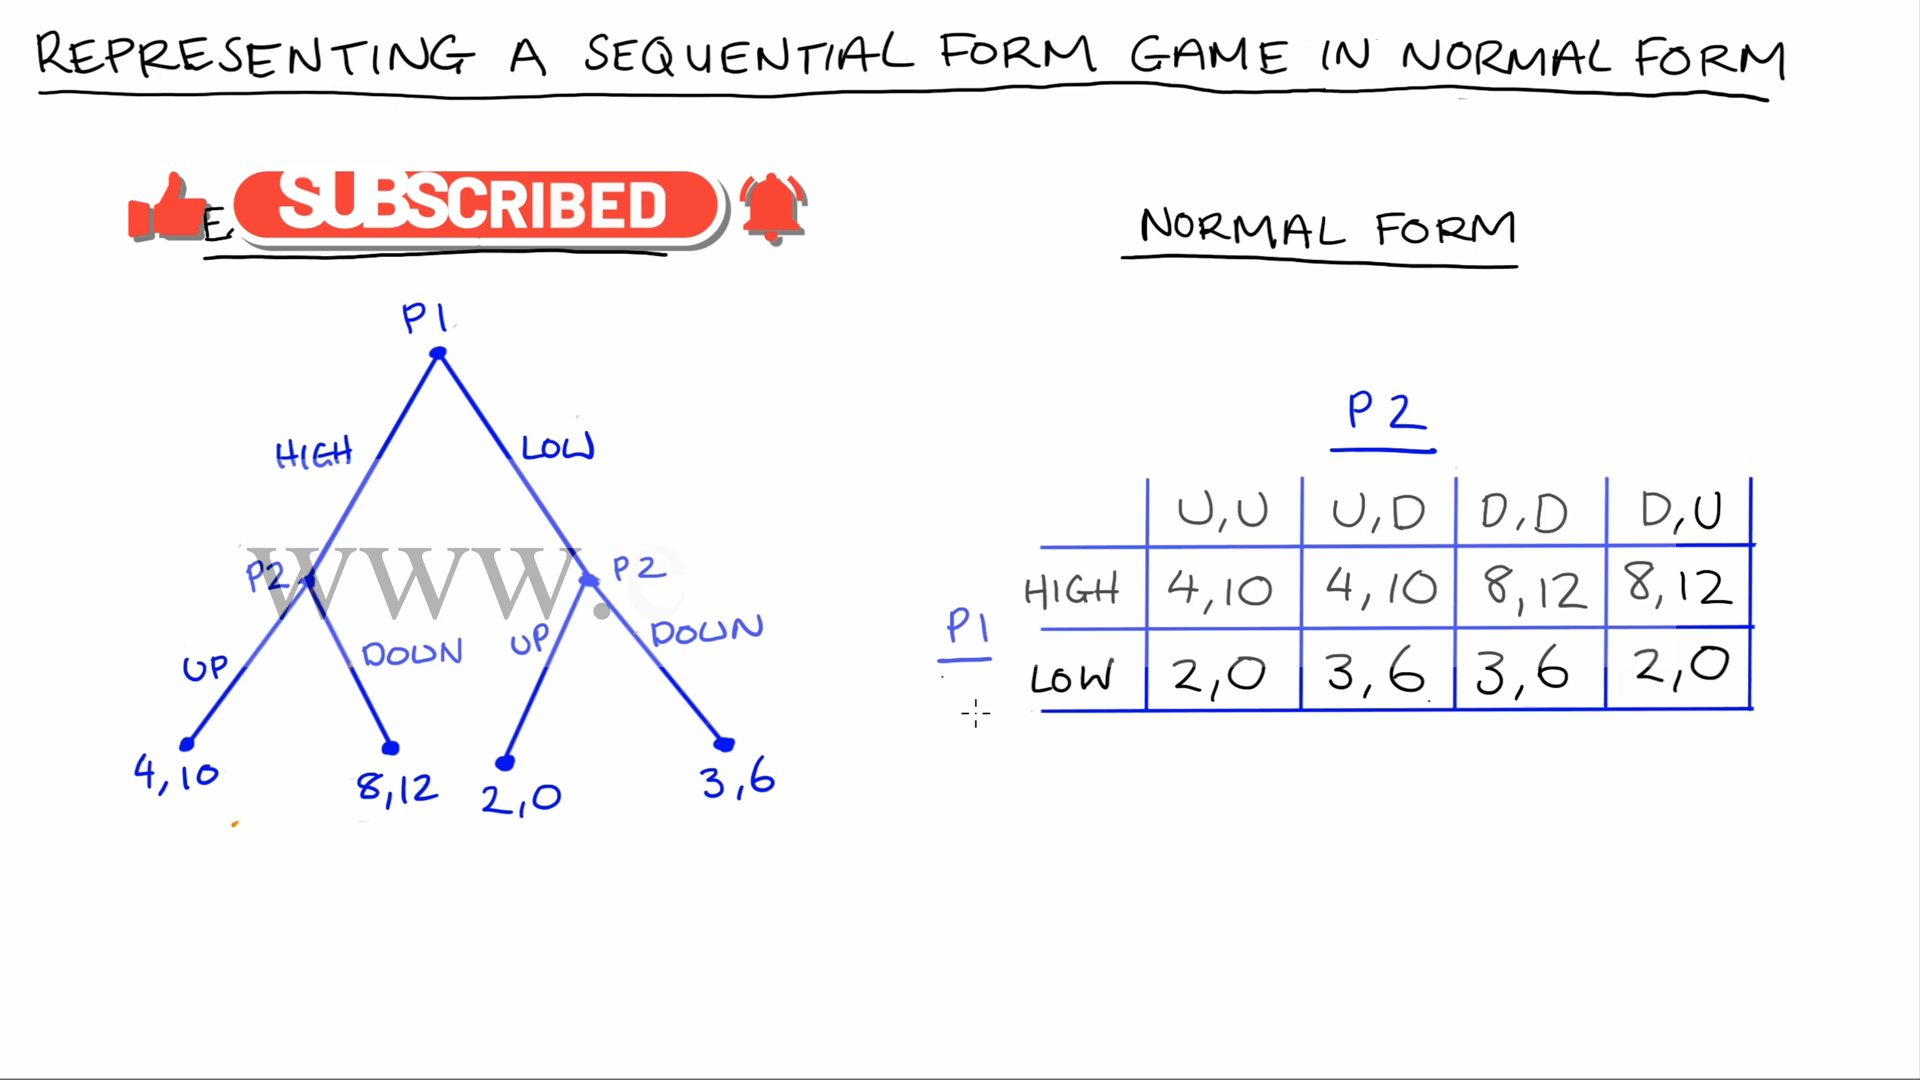 REPRESENTING A SEQUENTIAL FORM GAME IN NORMAL FORM
SUBSCRIBED
NORMAL FORM
P1
HIGH
LOW
P2
P2
UP
DOWN
UP
DOWN
4,10
8,12
2,0
3,6
www.e
P2
U,U U,D D,D D,U
P1
HIGH 4,10 4,10 8,12 8,12
LOW 2,0 3,6 3,6 2,0